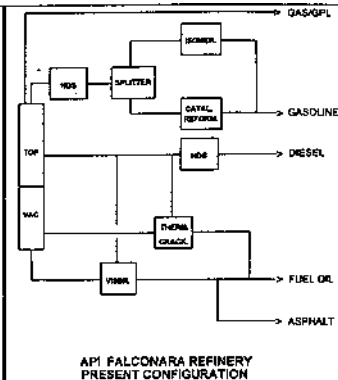 GAS/GPL
ISOMER.
HDS
SPLITTER
CATAL.
REFORM.
GASOLINE
TOP
HDS
DIESEL
VAC
THERM.
CRACK.
VISBR.
FUEL OIL
ASPHALT
API FALCONARA REFINERY
PRESENT CONFIGURATION